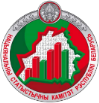 НАЦЫЯНАЛЬНЫ СТАТЫСТЫЧНЫ КАМІТЭТ РЭСПУБЛІКІ БЕЛАРУСЬ